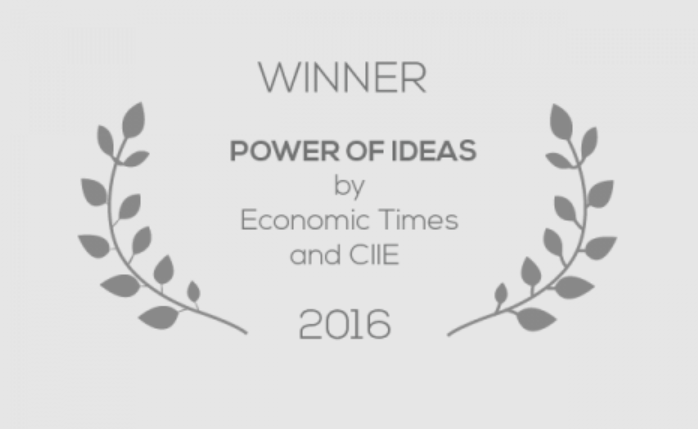 WINNER
POWER OF IDEAS
by
Economic Times
and CIIE
2016